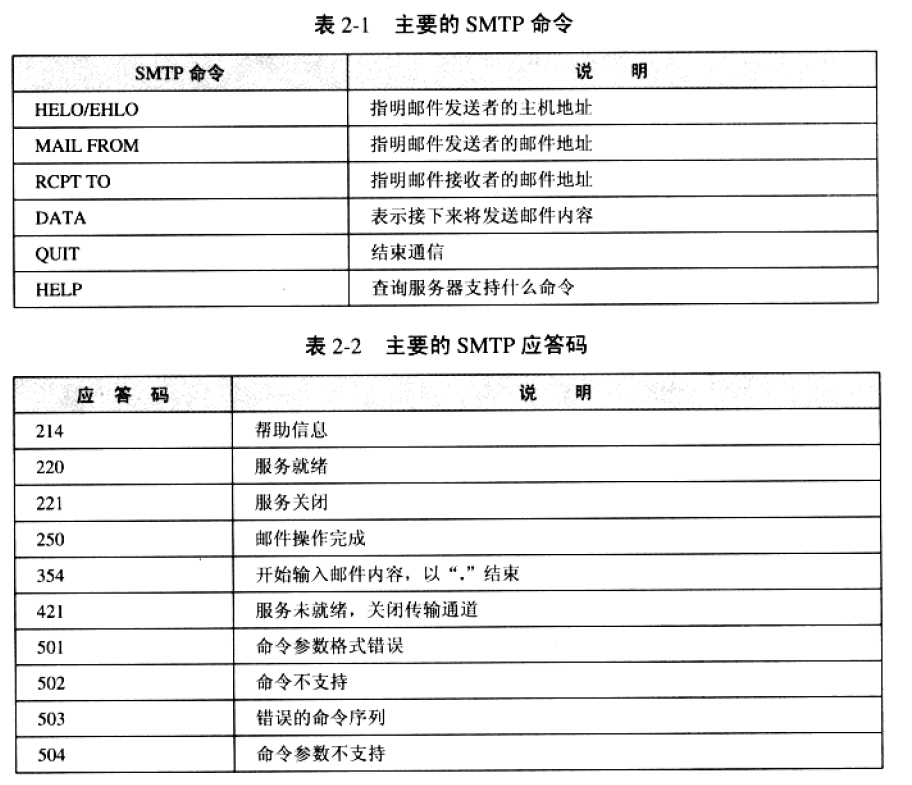 表 2-1 主要的 SMTP 命令
SMTP 命令 说 明
HELO/EHLO 指明邮件发送者的主机地址
MAIL FROM 指明邮件发送者的邮件地址
RCPT TO 指明邮件接收者的邮件地址
DATA 表示接下来将发送邮件内容
QUIT 结束通信
HELP 查询服务器支持什么命令
表 2-2 主要的 SMTP 应答码
应 答 码 说 明
214 帮助信息
220 服务就绪
221 服务关闭
250 邮件操作完成
354 开始输入邮件内容，以“.”结束
421 服务未就绪，关闭传输通道
501 命令参数格式错误
502 命令不支持
503 错误的命令序列
504 命令参数不支持